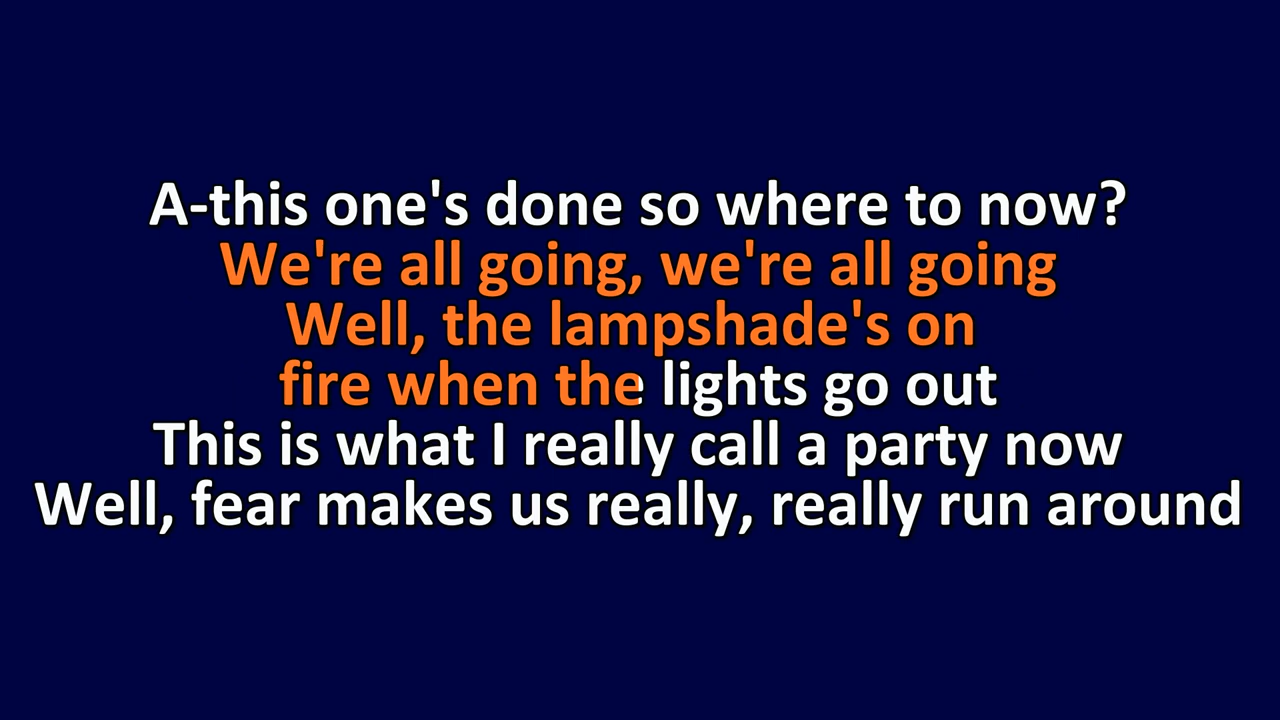 A-this one's done so where to now?
We're all going, we're all going
Well, the lampshade's on
fire when the lights go out
This is what I really call a party now
Well, fear makes us really, really run around